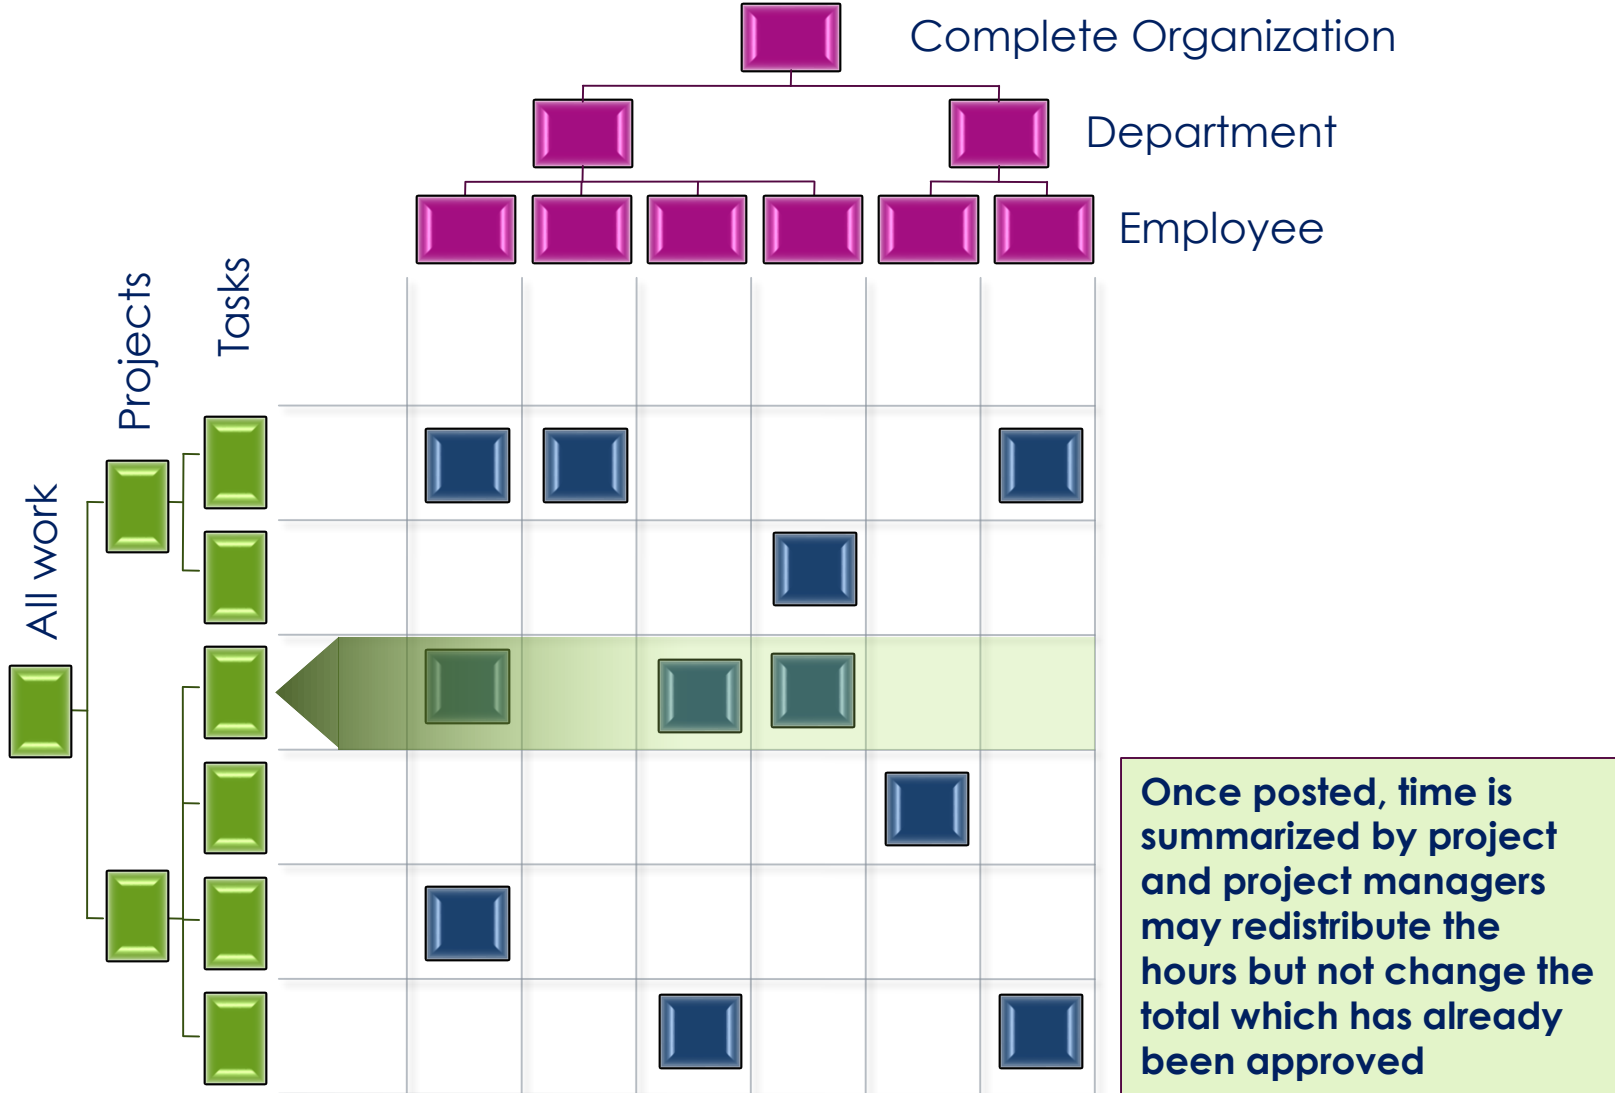 Complete Organization
Department
Employee
Tasks
Projects
All work
Once posted, time is
summarized by project
and project managers
may redistribute the
hours but not change the
total which has already
been approved